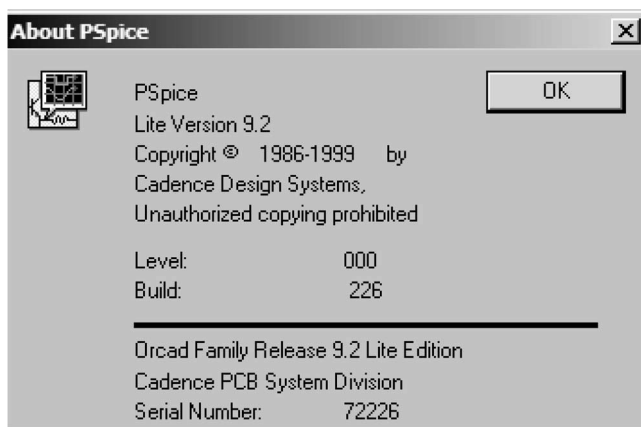 About PSpice
OK
PSpice
Lite Version 9.2
Copyright © 1986-1999 by
Cadence Design Systems,
Unauthorized copying prohibited
Level: 000
Build: 226
Orcad Family Release 9.2 Lite Edition
Cadence PCB System Division
Serial Number: 72226